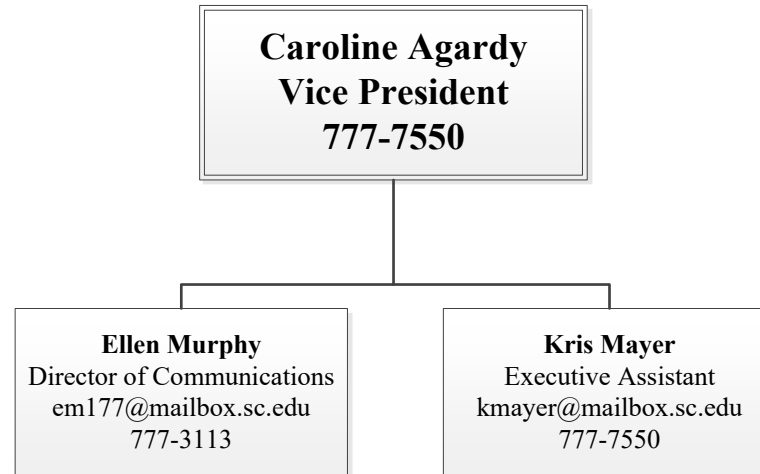 Caroline Agardy
Vice President
777-7550
Ellen Murphy
Director of Communications
em177@mailbox.sc.edu
777-3113
Kris Mayer
Executive Assistant
kmayer@mailbox.sc.edu
777-7550